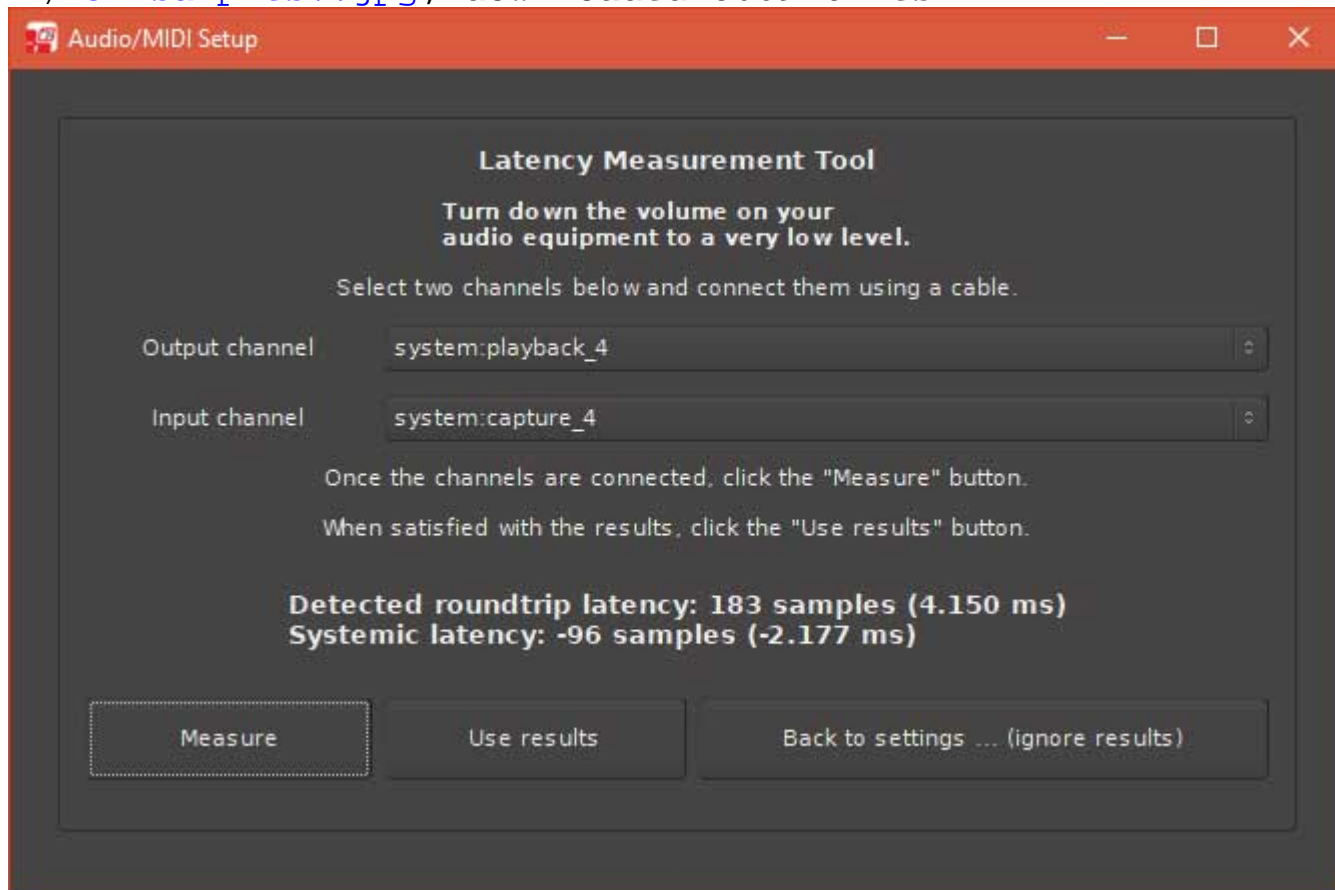 Audio/MIDI Setup
Latency Measurement Tool
Turn down the volume on your
audio equipment to a very low level.
Select two channels below and connect them using a cable.
Output channel system:playback_4
Input channel system:capture_4
Once the channels are connected, click the "Measure" button.
When satisfied with the results, click the "Use results" button.
Detected roundtrip latency: 183 samples (4.150 ms)
Systemic latency: -96 samples (-2.177 ms)
Measure Use results Back to settings ... (ignore results)